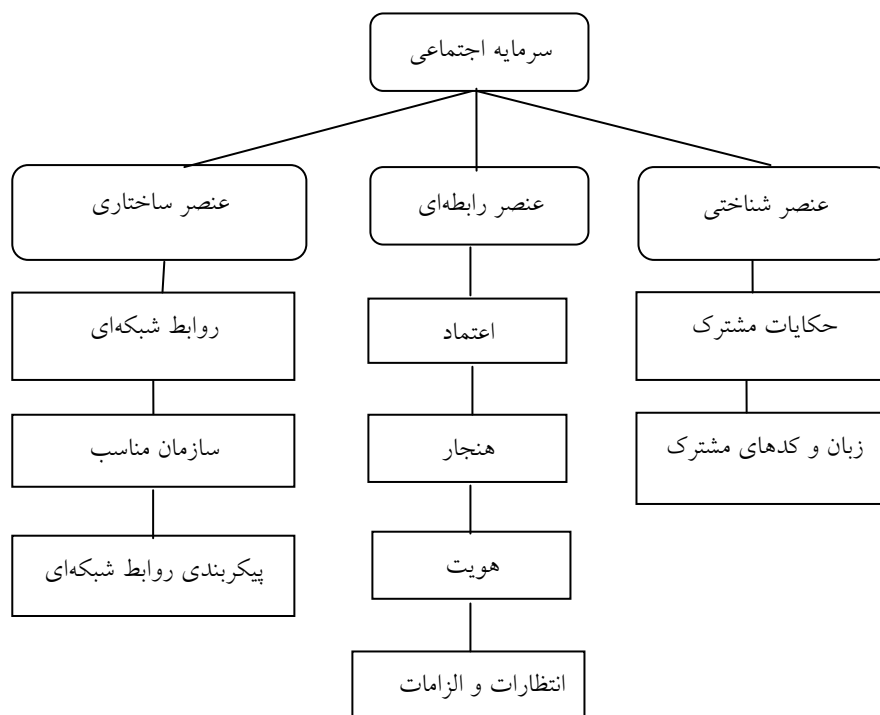 سرمایه اجتماعی
عنصر شناختی
عنصر رابطه‌ای
عنصر ساختاری
حکایات مشترک
اعتماد
روابط شبکه‌ای
زبان و کدهای مشترک
هنجار
سازمان مناسب
هویت
پیکربندی روابط شبکه‌ای
انتظارات و الزامات